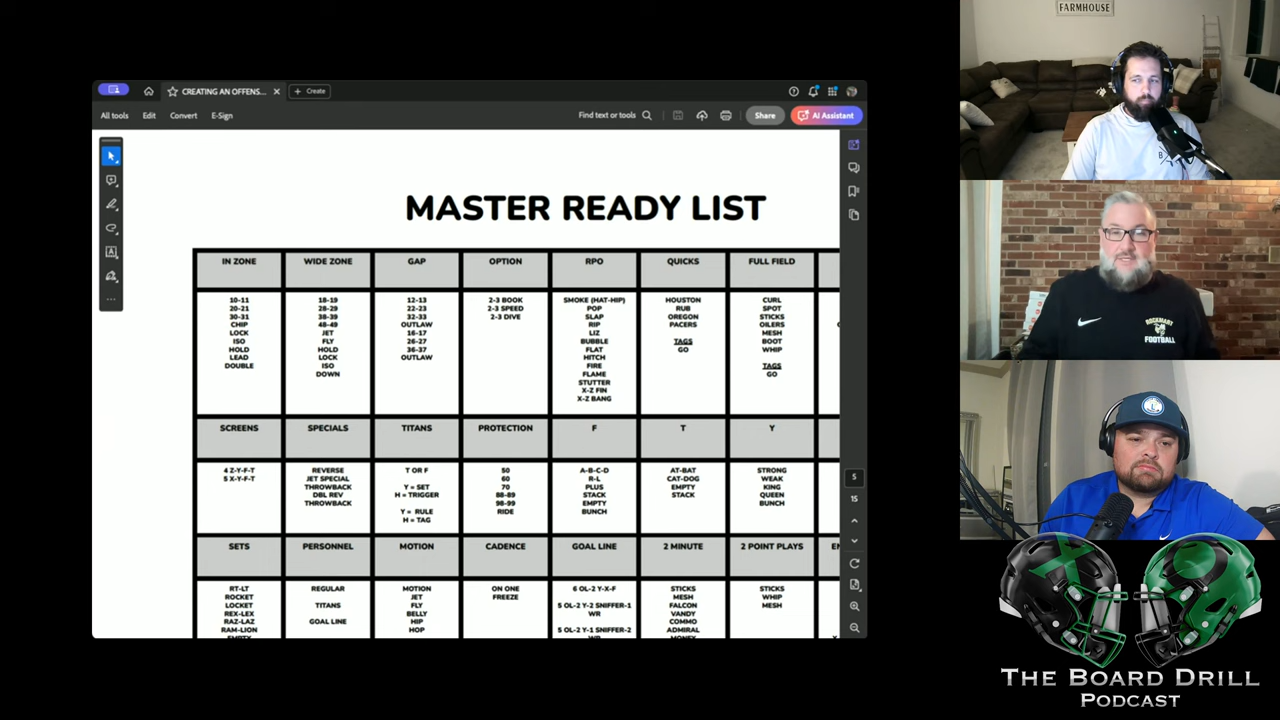 CREATING AN OFFENS...
Create
All tools
Edit
Convert
E-Sign
Find text or tools
Share
AI Assistant
MASTER READY LIST
IN ZONE
WIDE ZONE
GAP
OPTION
RPO
QUICKS
FULL FIELD
10-11
20-21
30-31
CHIP
LOCK
ISO
HOLD
LEAD
DOUBLE
18-19
28-29
38-39
48-49
JET
FLY
HOLD
LOCK
ISO
DOWN
12-13
22-23
32-33
OUTLAW
16-17
26-27
36-37
OUTLAW
2-3 BOOK
2-3 SPEED
2-3 DIVE
SMOKE (HAT-HIP)
POP
SLAP
RIP
LIZ
BUBBLE
FLAT
HITCH
FIRE
FLAME
STUTTER
X-Z FIN
X-Z BANG
HOUSTON
RUB
OREGON
PACERS
TAGS
GO
CURL
SPOT
STICKS
OILERS
MESH
BOOT
WHIP
TAGS
GO
SCREENS
SPECIALS
TITANS
PROTECTION
F
T
Y
4 Z-Y-F-T
5 X-Y-F-T
REVERSE
JET SPECIAL
THROWBACK
DBL REV
THROWBACK
T OR F
Y = SET
H = TRIGGER
Y = RULE
H = TAG
50
60
70
88-89
98-99
RIDE
A-B-C-D
R-L
PLUS
STACK
EMPTY
BUNCH
AT-BAT
CAT-DOG
EMPTY
STACK
STRONG
WEAK
KING
QUEEN
BUNCH
SETS
PERSONNEL
MOTION
CADENCE
GOAL LINE
2 MINUTE
2 POINT PLAYS
RT-LT
ROCKET
LOCKET
REX-LEX
RAZ-LAZ
RAM-LION
REGULAR
TITANS
GOAL LINE
MOTION
JET
FLY
BELLY
HIP
HOP
ON ONE
FREEZE
6 OL-2 Y-X-F
5 OL-2 Y-2 SNIFFER-1
WR
5 OL-2 Y-1 SNIFFER-2
STICKS
MESH
FALCON
VANDY
COMMO
ADMIRAL
STICKS
WHIP
MESH
5
15
FARMHOUSE
ROCKMART
FOOTBALL
THE BOARD DRILL
PODCAST